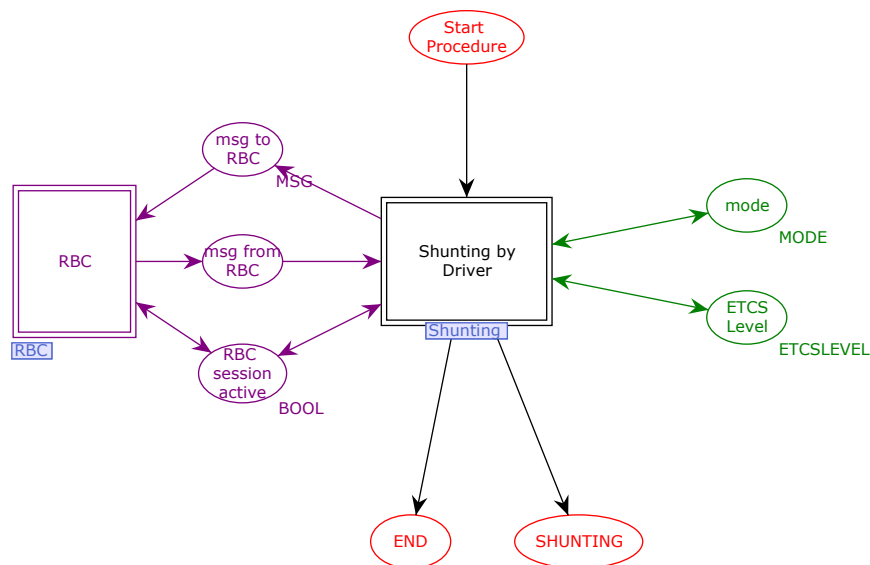 Start
Procedure
msg to
RBC
MSG
mode
MODE
RBC
msg from
RBC
Shunting by
Driver
ETCS
Level
ETCSLEVEL
Shunting
RBC
RBC
session
active
BOOL
END
SHUNTING